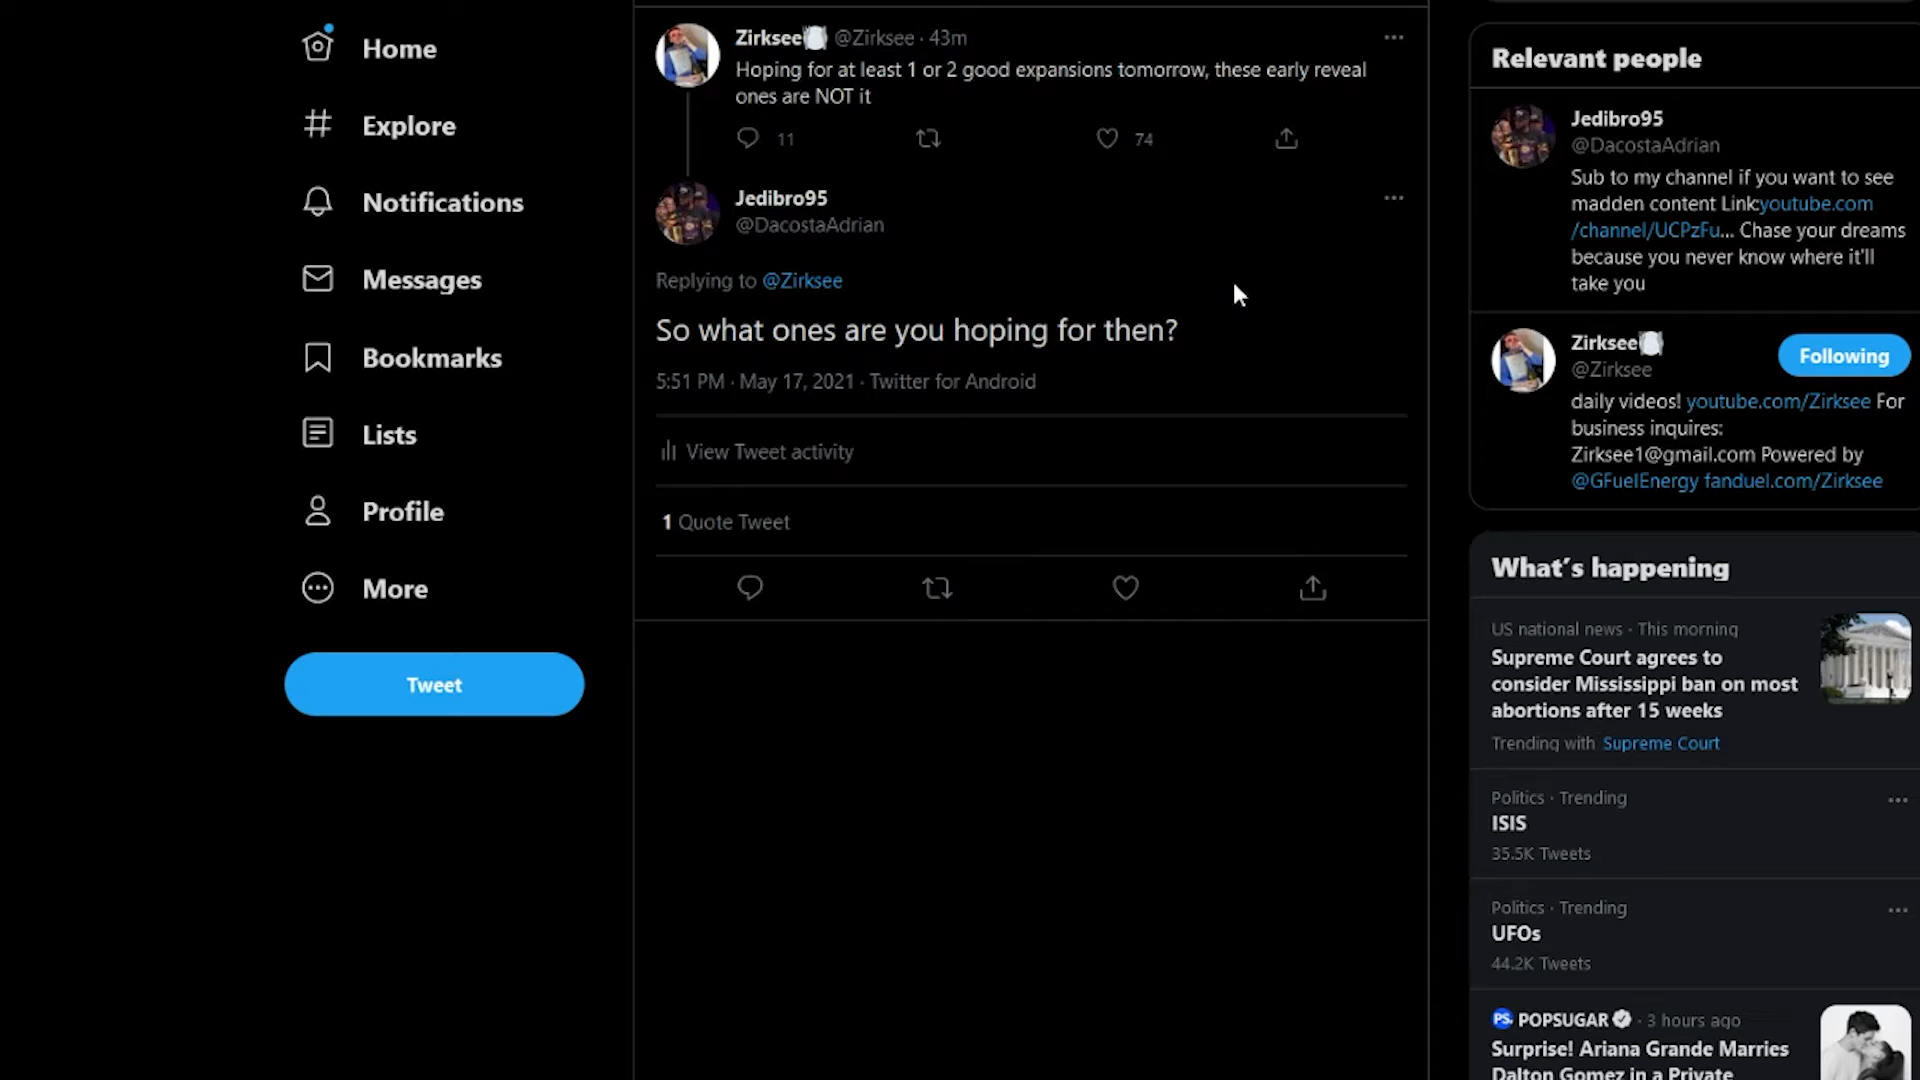 Home
Explore
Notifications
Messages
Bookmarks
Lists
Profile
More
Tweet
Zirksee @Zirksee · 43m
Hoping for at least 1 or 2 good expansions tomorrow, these early reveal
ones are NOT it
11
74
Jedibro95
@DacostaAdrian
Replying to @Zirksee
So what ones are you hoping for then?
5:51 PM · May 17, 2021 · Twitter for Android
View Tweet activity
1 Quote Tweet
Relevant people
Jedibro95
@DacostaAdrian
Sub to my channel if you want to see
madden content Link:youtube.com
/channel/UCPzFu... Chase your dreams
because you never know where it'll
take you
Zirksee
@Zirksee
Following
daily videos! youtube.com/Zirksee For
business inquires:
Zirksee1@gmail.com Powered by
@GFuelEnergy fanduel.com/Zirksee
What's happening
US national news · This morning
Supreme Court agrees to
consider Mississippi ban on most
abortions after 15 weeks
Trending with Supreme Court
Politics · Trending
ISIS
35.5K Tweets
Politics · Trending
UFOs
44.2K Tweets
PS. POPSUGAR · 3 hours ago
Surprise! Ariana Grande Marries
Dalton Gomez in a Private